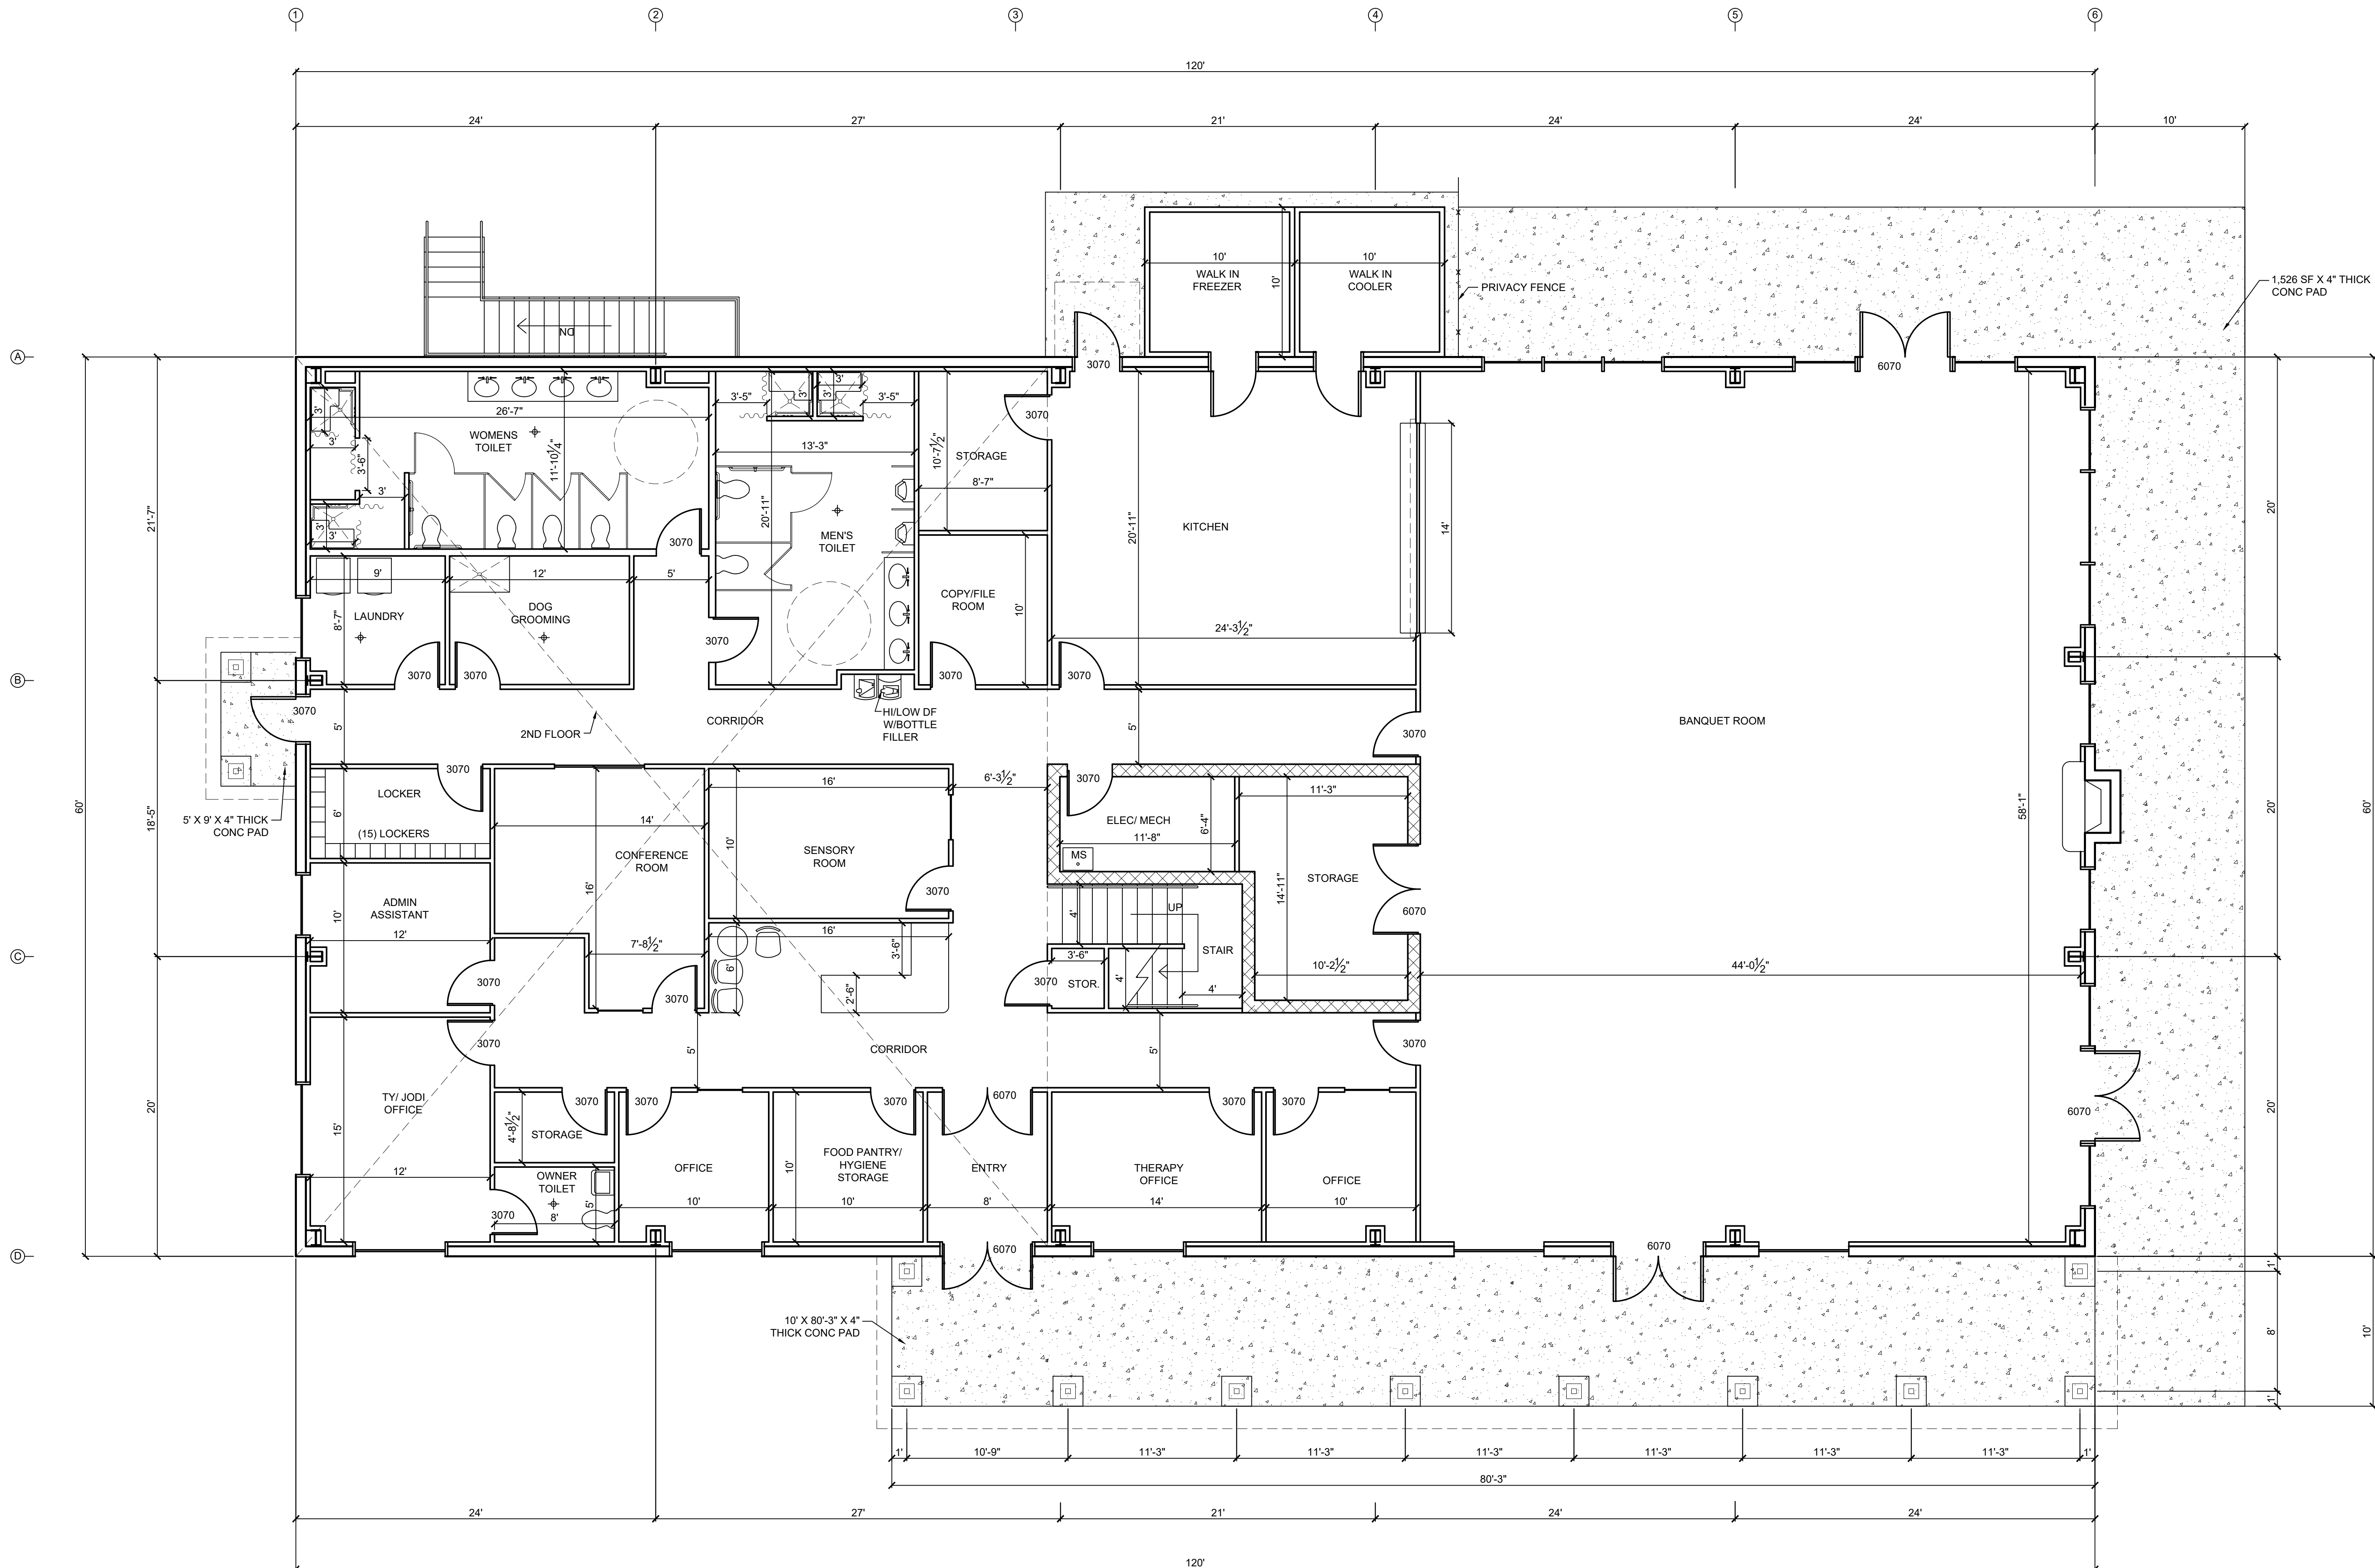 1
2
3
4
5
6
120'
24'
27'
21'
24'
24'
10'
10'
10'
WALK IN
FREEZER
10'
WALK IN
COOLER
PRIVACY FENCE
1,526 SF X 4" THICK
CONC PAD
DN
A
3070
6070
3'
3'-5"
3'
3'
3'-5"
3'
26'-7"
3070
WOMENS
TOILET
11'-10¼"
13'-3"
10'-7½"
STORAGE
8'-7"
3'
3'-6"
3'
20'-11"
14'
20'
21'-7"
3'
3'
3070
MEN'S
TOILET
20'-11"
KITCHEN
9'
12'
5'
LAUNDRY
8'-7"
DOG
GROOMING
COPY/FILE
ROOM
10'
3070
24'-3½"
B
3070
3070
3070
3070
3070
5'
2ND FLOOR
CORRIDOR
HI/LOW DF
W/BOTTLE
FILLER
5'
3070
BANQUET ROOM
60'
18'-5"
5' X 9' X 4" THICK
CONC PAD
3070
LOCKER
6'
(15) LOCKERS
14'
16'
6'-3½"
3070
11'-3"
ELEC/ MECH
6'-4"
11'-8"
MS
CONFERENCE
ROOM
16'
10'
SENSORY
ROOM
3070
STORAGE
14'-11"
6070
58'-1"
20'
60'
ADMIN
ASSISTANT
10'
12'
7'-8½"
16'
3'-6"
6'
2'-6"
UP
4'
STAIR
3'-6"
STOR.
4'
4'
10'-2½"
44'-0½"
C
3070
3070
3070
3070
5'
CORRIDOR
5'
3070
20'
TY/ JODI
OFFICE
15'
12'
3070
3070
3070
6070
3070
3070
6070
20'
4'-8½"
STORAGE
OWNER
TOILET
5'
3070
8'
OFFICE
10'
FOOD PANTRY/
HYGIENE
STORAGE
10'
10'
ENTRY
8'
THERAPY
OFFICE
14'
OFFICE
10'
D
6070
6070
1'
8'
1'
10'
10' X 80'-3" X 4"
THICK CONC PAD
1'
10'-9"
11'-3"
11'-3"
11'-3"
11'-3"
11'-3"
11'-3"
1'
80'-3"
24'
27'
21'
24'
24'
120'